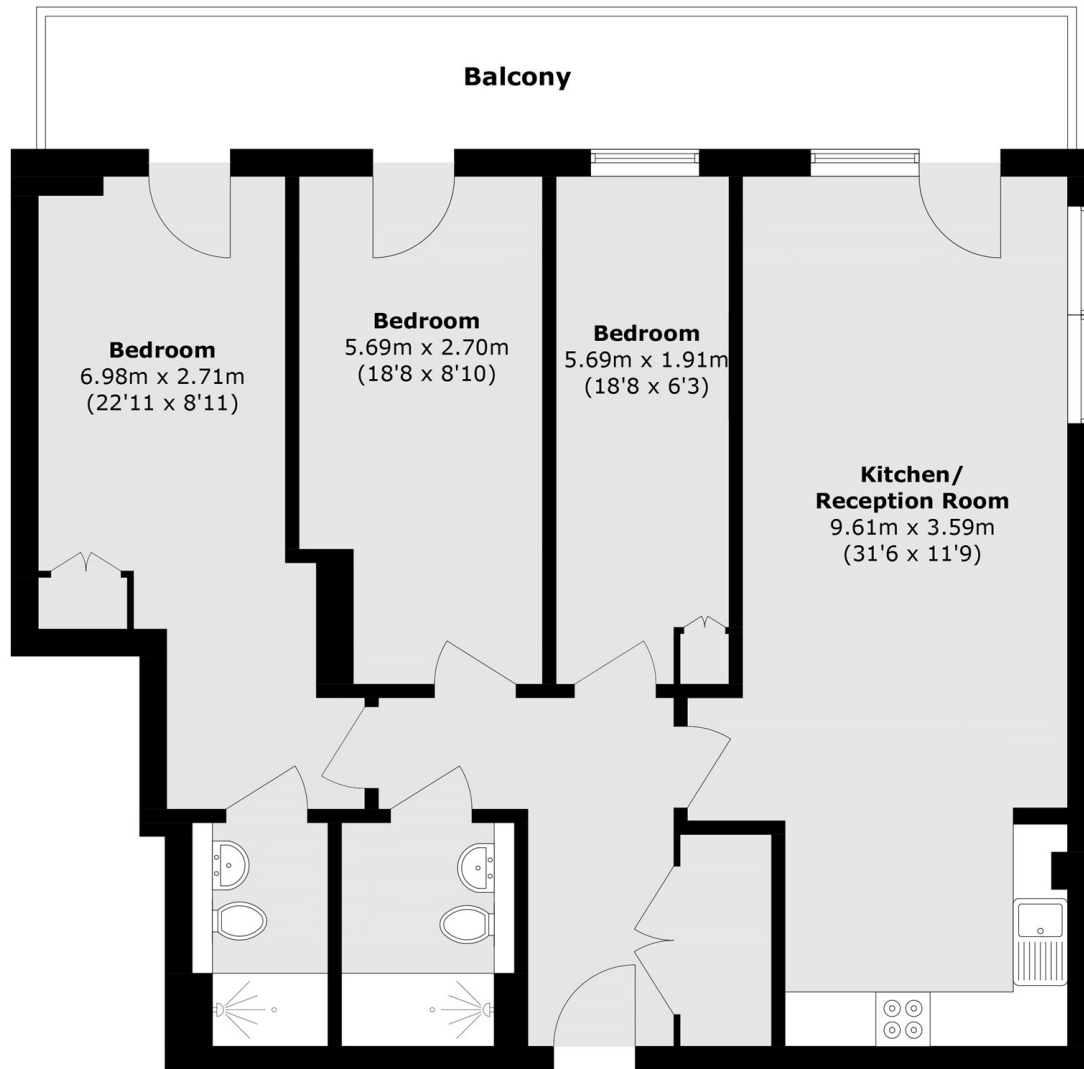 Balcony
Bedroom
6.98m x 2.71m
(22'11 x 8'11)
Bedroom
5.69m x 2.70m
(18'8 x 8'10)
Bedroom
5.69m x 1.91m
(18'8 x 6'3)
Kitchen/
Reception Room
9.61m x 3.59m
(31'6 x 11'9)